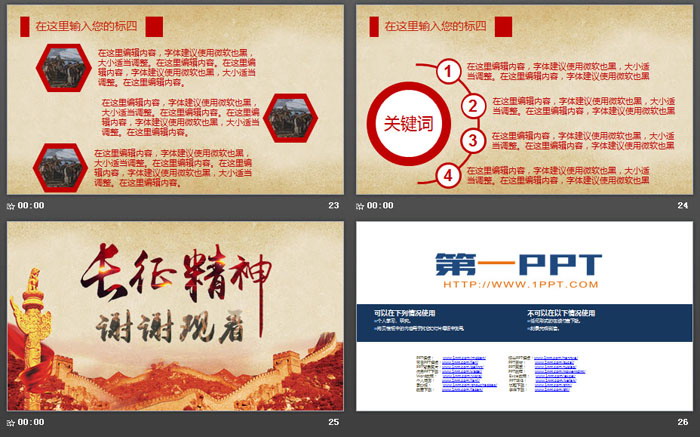 在这里输入您的标四
在这里编辑内容，字体建议使用微软也黑，
大小适当调整。在这里编辑内容。在这里编
辑内容，字体建议使用微软也黑，大小适当
调整。在这里编辑内容。
在这里编辑内容，字体建议使用微软也黑，
大小适当调整。在这里编辑内容。在这里编
辑内容，字体建议使用微软也黑，大小适当
调整。在这里编辑内容。
在这里编辑内容，字体建议使用微软也黑，
大小适当调整。在这里编辑内容。在这里编
辑内容，字体建议使用微软也黑，大小适当
调整。在这里编辑内容。
00:00
23
在这里输入您的标四
关键词
1
在这里编辑内容，字体建议使用微软也黑，大小适
当调整。在这里编辑内容，字体建议使用微软也黑
2
在这里编辑内容，字体建议使用微软也黑，大小适
当调整。在这里编辑内容，字体建议使用微软也黑
3
在这里编辑内容，字体建议使用微软也黑，大小适
当调整。在这里编辑内容，字体建议使用微软也黑
4
在这里编辑内容，字体建议使用微软也黑，大小适
当调整。在这里编辑内容，字体建议使用微软也黑
00:00
24
长征精神
谢谢观看
00:00
25
第一PPT
HTTP://WWW.1PPT.COM
可以在下列情况使用
不可以在以下情况使用
26